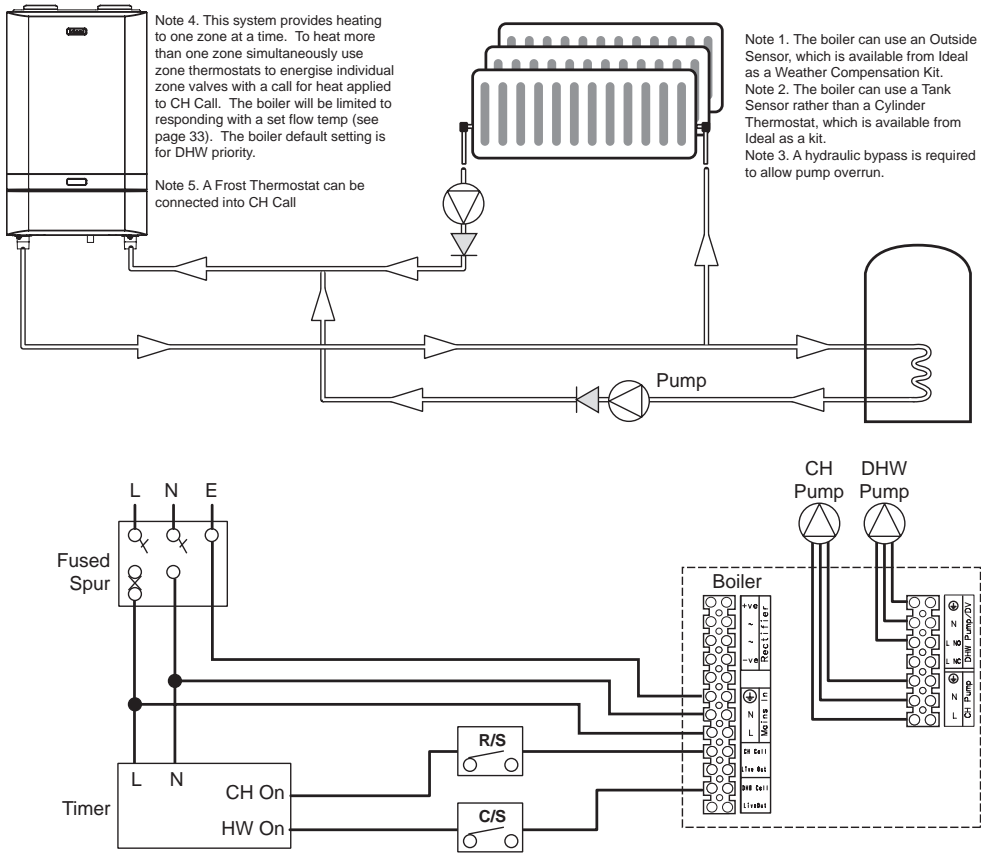 Note 4. This system provides heating
to one zone at a time. To heat more
than one zone simultaneously use
zone thermostats to energise individual
zone valves with a call for heat applied
to CH Call. The boiler will be limited to
responding with a set flow temp (see
page 33). The boiler default setting is
for DHW priority.
Note 5. A Frost Thermostat can be
connected into CH Call
Note 1. The boiler can use an Outside
Sensor, which is available from Ideal
as a Weather Compensation Kit.
Note 2. The boiler can use a Tank
Sensor rather than a Cylinder
Thermostat, which is available from
Ideal as a kit.
Note 3. A hydraulic bypass is required
to allow pump overrun.
Pump
L N E
Fused
Spur
CH
Pump
DHW
Pump
Boiler
+ve
~
~
-ve
Rectifier
N
L
Mains In
CH Call
Live Out
DHW Call
LiveOut
N
L NO
L NC
DHW Pump/DV
N
L
CH Pump
R/S
C/S
L N
Timer
CH On
HW On